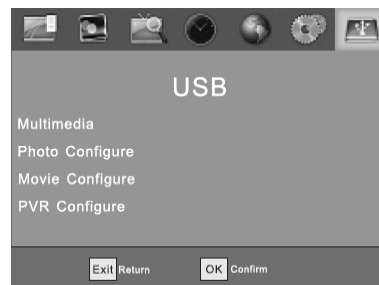 USB
Multimedia
Photo Configure
Movie Configure
PVR Configure
Exit Return OK Confirm